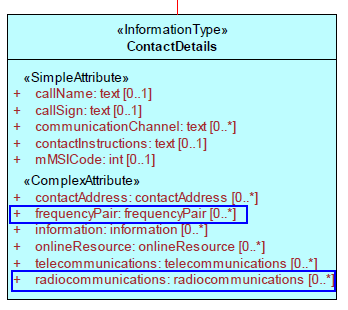 «InformationType»
ContactDetails
«SimpleAttribute»
+ callName: text [0..1]
+ callSign: text [0..1]
+ communicationChannel: text [0..*]
+ contactInstructions: text [0..1]
+ mMSICode: int [0..1]
«ComplexAttribute»
+ contactAddress: contactAddress [0..*]
+ frequencyPair: frequencyPair [0..*]
+ information: information [0..*]
+ onlineResource: onlineResource [0..*]
+ telecommunications: telecommunications [0..*]
+ radiocommunications: radiocommunications [0..*]